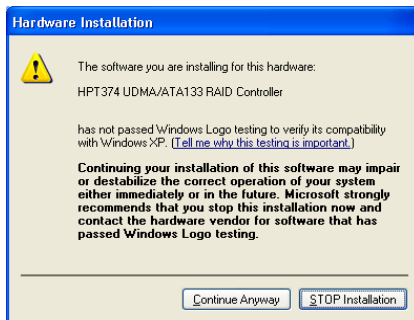 Hardware Installation
The software you are installing for this hardware:
HPT374 UDMA/ATA133 RAID Controller
has not passed Windows Logo testing to verify its compatibility
with Windows XP. (Tell me why this testing is important.)
Continuing your installation of this software may impair
or destabilize the correct operation of your system
either immediately or in the future. Microsoft strongly
recommends that you stop this installation now and
contact the hardware vendor for software that has
passed Windows Logo testing.
Continue Anyway STOP Installation